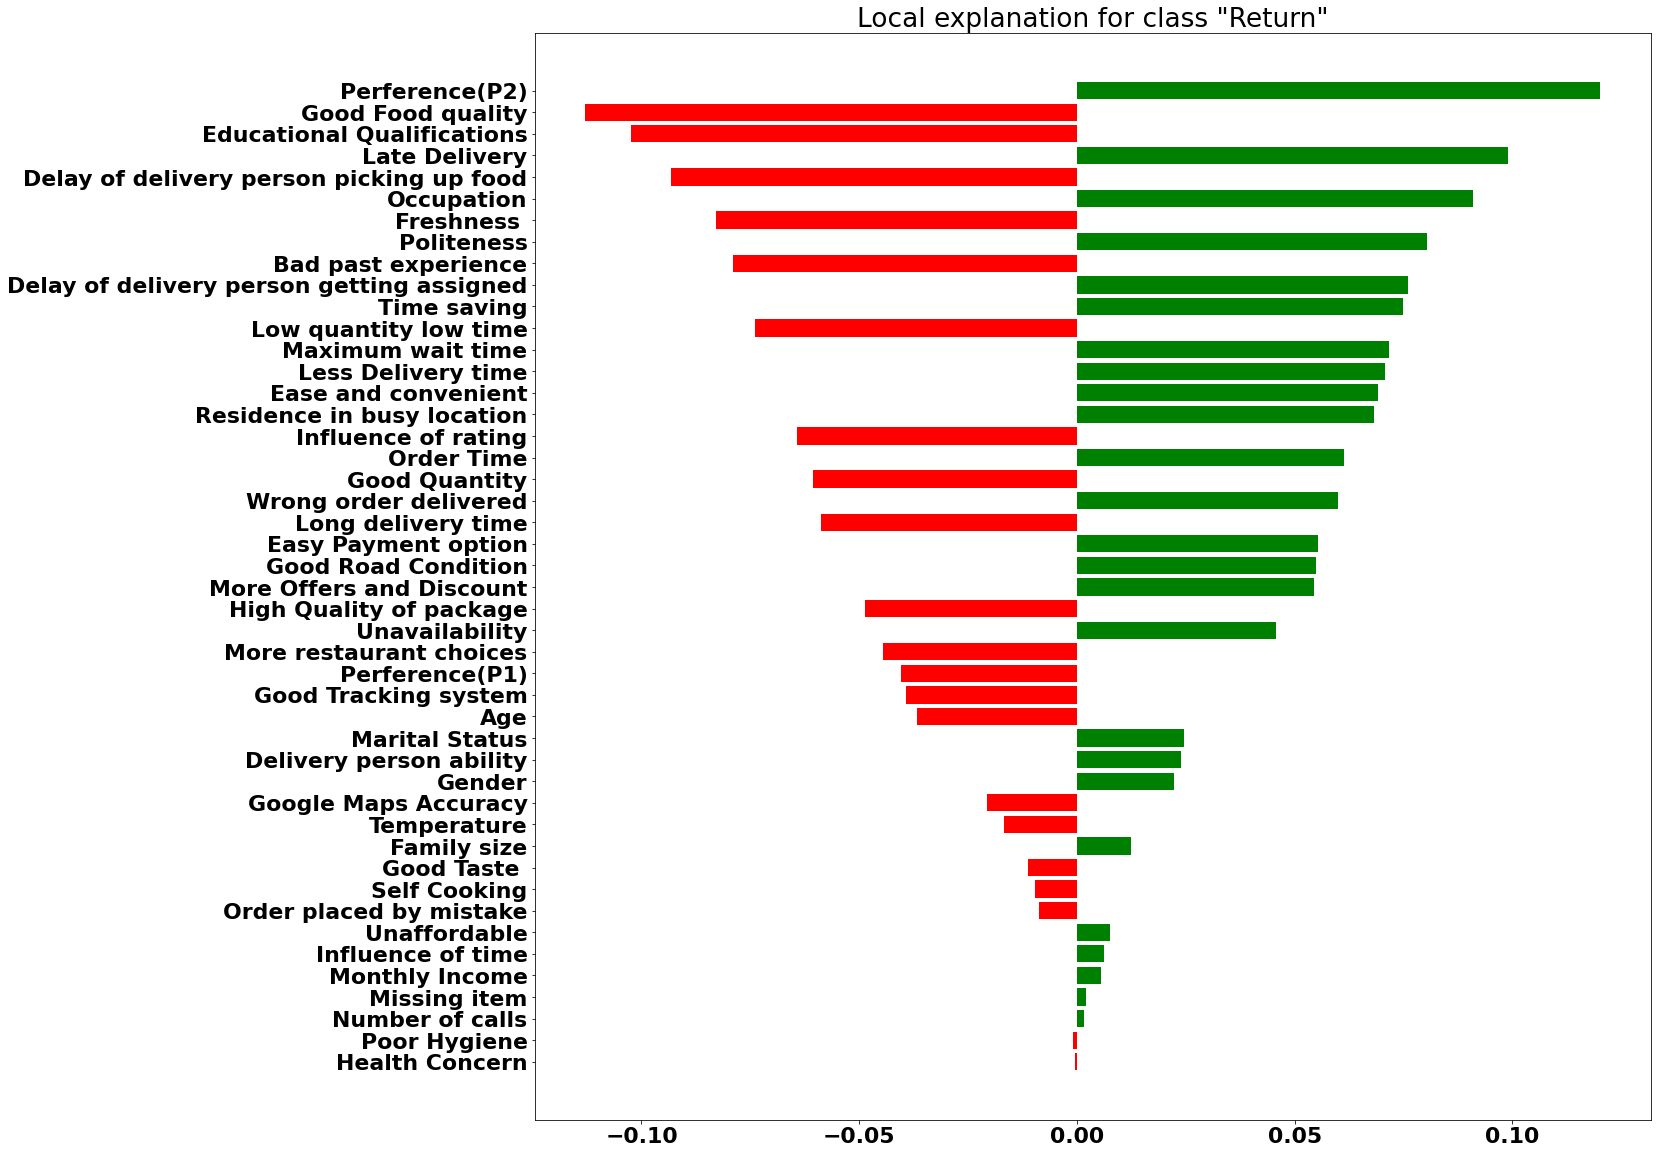 Local explanation for class "Return"
Perference(P2)
Good Food quality
Educational Qualifications
Late Delivery
Delay of delivery person picking up food
Occupation
Freshness
Politeness
Bad past experience
Delay of delivery person getting assigned
Time saving
Low quantity low time
Maximum wait time
Less Delivery time
Ease and convenient
Residence in busy location
Influence of rating
Order Time
Good Quantity
Wrong order delivered
Long delivery time
Easy Payment option
Good Road Condition
More Offers and Discount
High Quality of package
Unavailability
More restaurant choices
Perference(P1)
Good Tracking system
Age
Marital Status
Delivery person ability
Gender
Google Maps Accuracy
Temperature
Family size
Good Taste
Self Cooking
Order placed by mistake
Unaffordable
Influence of time
Monthly Income
Missing item
Number of calls
Poor Hygiene
Health Concern
−0.10 −0.05 0.00 0.05 0.10